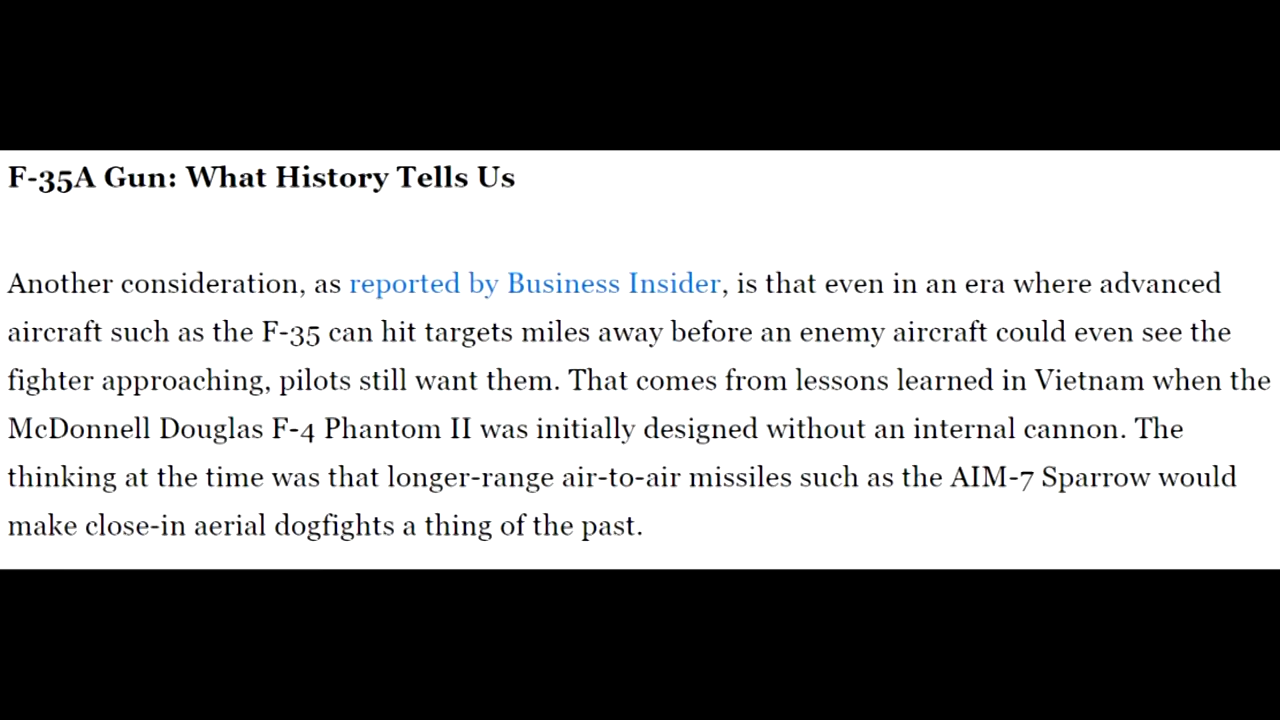 F-35A Gun: What History Tells Us
Another consideration, as reported by Business Insider, is that even in an era where advanced
aircraft such as the F-35 can hit targets miles away before an enemy aircraft could even see the
fighter approaching, pilots still want them. That comes from lessons learned in Vietnam when the
McDonnell Douglas F-4 Phantom II was initially designed without an internal cannon. The
thinking at the time was that longer-range air-to-air missiles such as the AIM-7 Sparrow would
make close-in aerial dogfights a thing of the past.